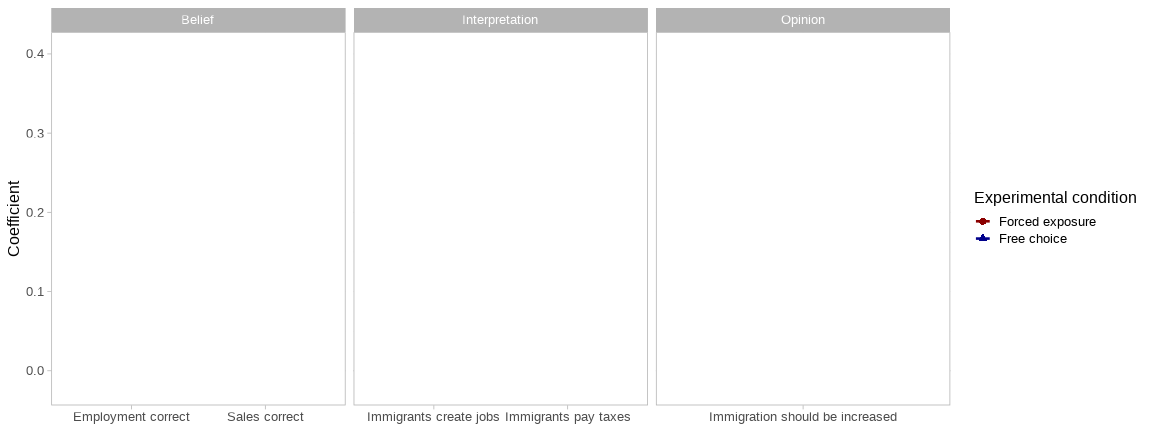 Belief
Interpretation
Opinion
0.4
0.3
0.2
0.1
0.0
Coefficient
Employment correct
Sales correct
Immigrants create jobs
Immigrants pay taxes
Immigration should be increased
Experimental condition
Forced exposure
Free choice